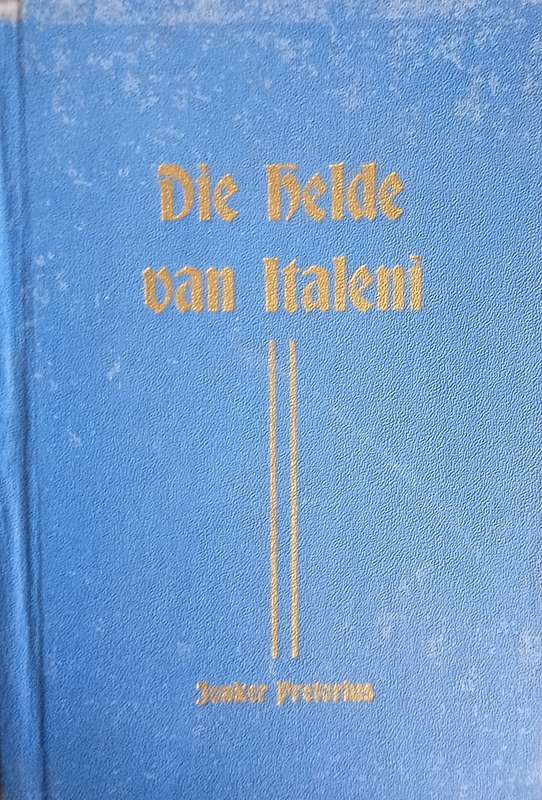 Die Helde
van Italeni
Jonker Pretorius